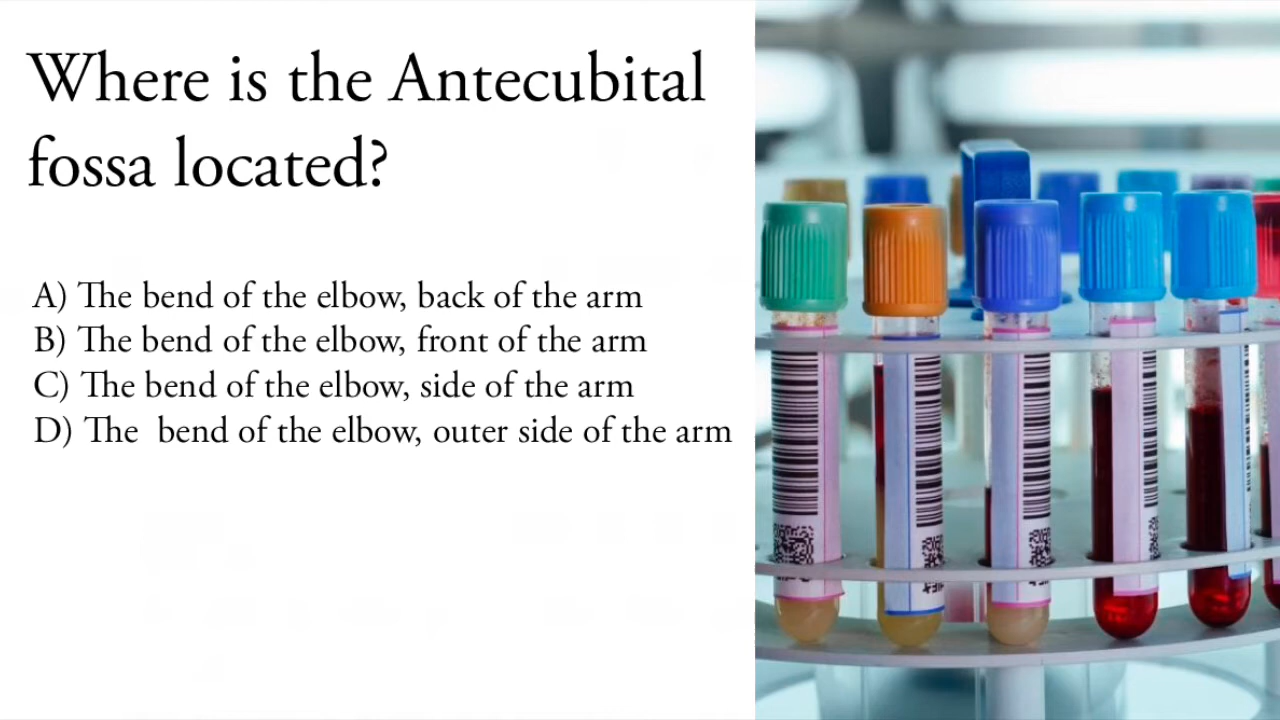 Where is the Antecubital
fossa located?
A) The bend of the elbow, back of the arm
B) The bend of the elbow, front of the arm
C) The bend of the elbow, side of the arm
D) The  bend of the elbow, outer side of the arm